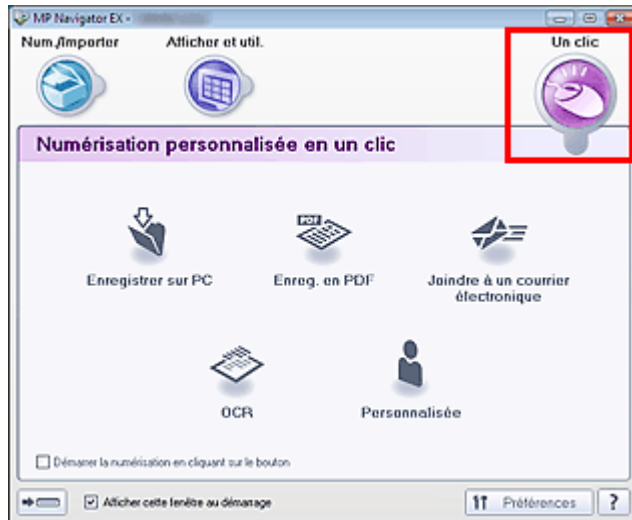 MP Navigator EX -
Num./Importer Afficher et util. Un clic
Numérisation personnalisée en un clic
Enregistrer sur PC
PDF
Enreg. en PDF
Joindre à un courrier
électronique
OCR
Personnalisée
Démarrer la numérisation en cliquant sur le bouton
Afficher cette fenêtre au démarrage
Préférences ?